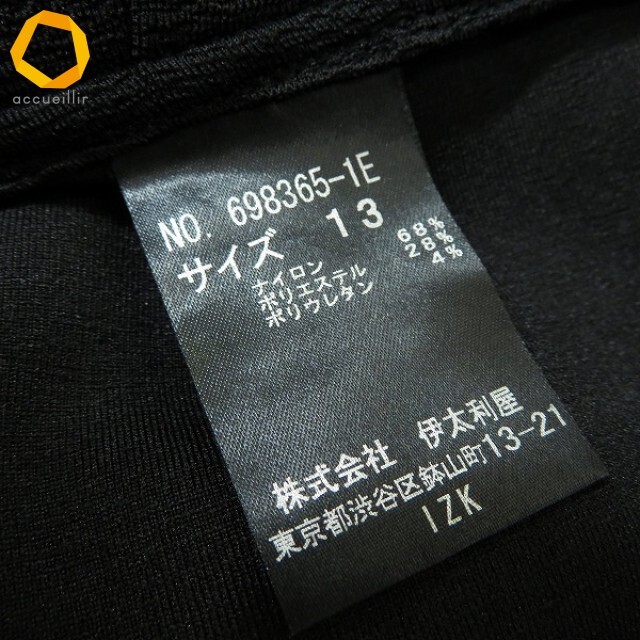 accueillir
NO. 698365-1E
サイズ 13
ナイロン 68%
ポリエステル 28%
ポリウレタン 4%
株式会社 伊太利屋
東京都渋谷区鉢山町13-21
IZK